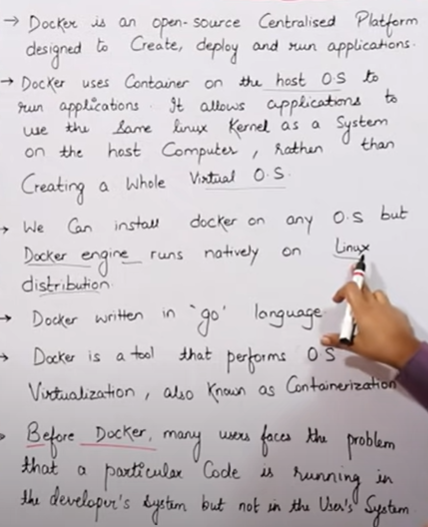 → Docker is an open-source Centralised Platform
designed to Create, deploy and run applications.
→ Docker uses Container on the host O.S to
run applications. It allows applications to
use the same linux Kernel as a System
on the host Computer, rather than
Creating a whole Virtual O.S.
→ We Can install docker on any O.S but
Docker engine runs natively on Linux
distribution.
→ Docker written in 'go' language
→ Docker is a tool that performs O S
Virtualization, also known as Containerization
Before Docker, many users faces the problem
that a particular Code is running in
the developer's System but not in the User's System